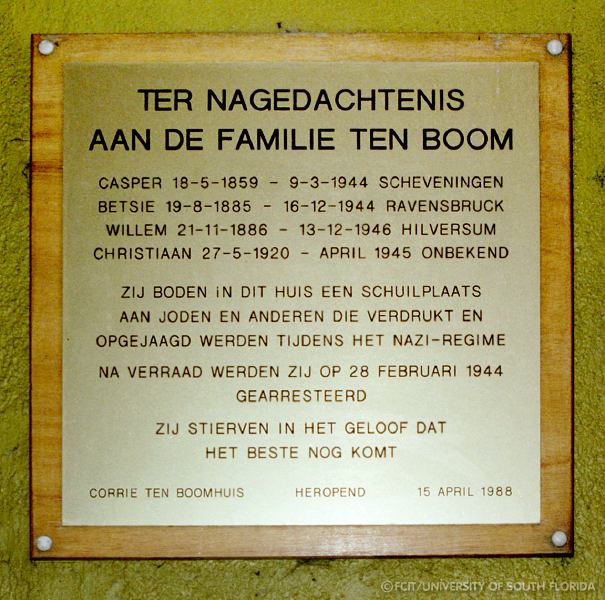 TER NAGEDACHTENIS
AAN DE FAMILIE TEN BOOM
CASPER 18-5-1859 - 9-3-1944 SCHEVENINGEN
BETSIE 19-8-1885 - 16-12-1944 RAVENSBRUCK
WILLEM 21-11-1886 - 13-12-1946 HILVERSUM
CHRISTIAAN 27-5-1920 - APRIL 1945 ONBEKEND
ZIJ BODEN iN DIT HUIS EEN SCHUILPLAATS
AAN JODEN EN ANDEREN DIE VERDRUKT EN
OPGEJAAGD WERDEN TIJDENS HET NAZI-REGIME
NA VERRAAD WERDEN ZIJ OP 28 FEBRUARI 1944
GEARRESTEERD
ZIJ STIERVEN IN HET GELOOF DAT
HET BESTE NOG KOMT
CORRIE TEN BOOMHUIS HEROPEND 15 APRIL 1988
©FCIT/UNIVERSITY OF SOUTH FLORIDA